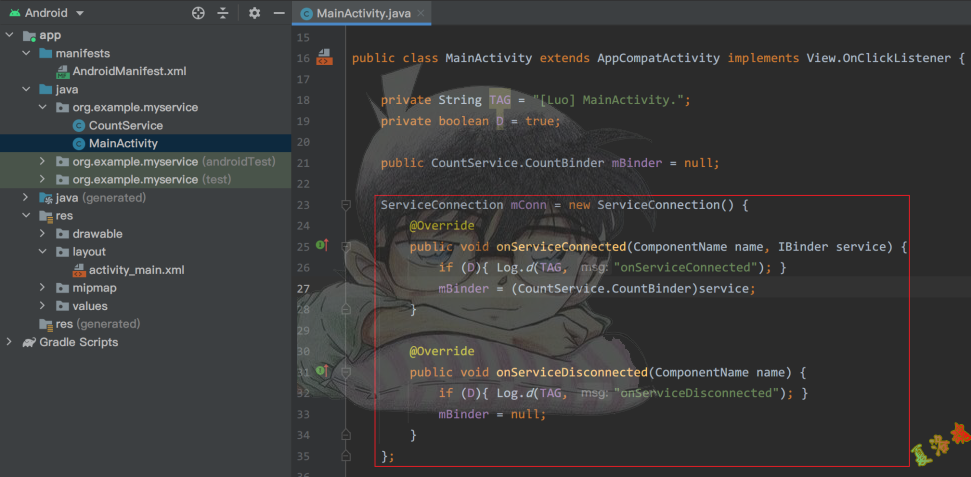 Android
MainActivity.java
app
manifests
AndroidManifest.xml
java
org.example.myservice
CountService
MainActivity
org.example.myservice (androidTest)
org.example.myservice (test)
java (generated)
res
drawable
layout
activity_main.xml
mipmap
values
res (generated)
Gradle Scripts
15
16 public class MainActivity extends AppCompatActivity implements View.OnClickListener {
17
18 private String TAG = "[Luo] MainActivity.";
19 private boolean D = true;
20
21 public CountService.CountBinder mBinder = null;
22
23 ServiceConnection mConn = new ServiceConnection() {
24 @Override
25 public void onServiceConnected(ComponentName name, IBinder service) {
26 if (D){ Log.d(TAG, msg: "onServiceConnected"); }
27 mBinder = (CountService.CountBinder)service;
28 }
29
30 @Override
31 public void onServiceDisconnected(ComponentName name) {
32 if (D){ Log.d(TAG, msg: "onServiceDisconnected"); }
33 mBinder = null;
34 }
35 };
36